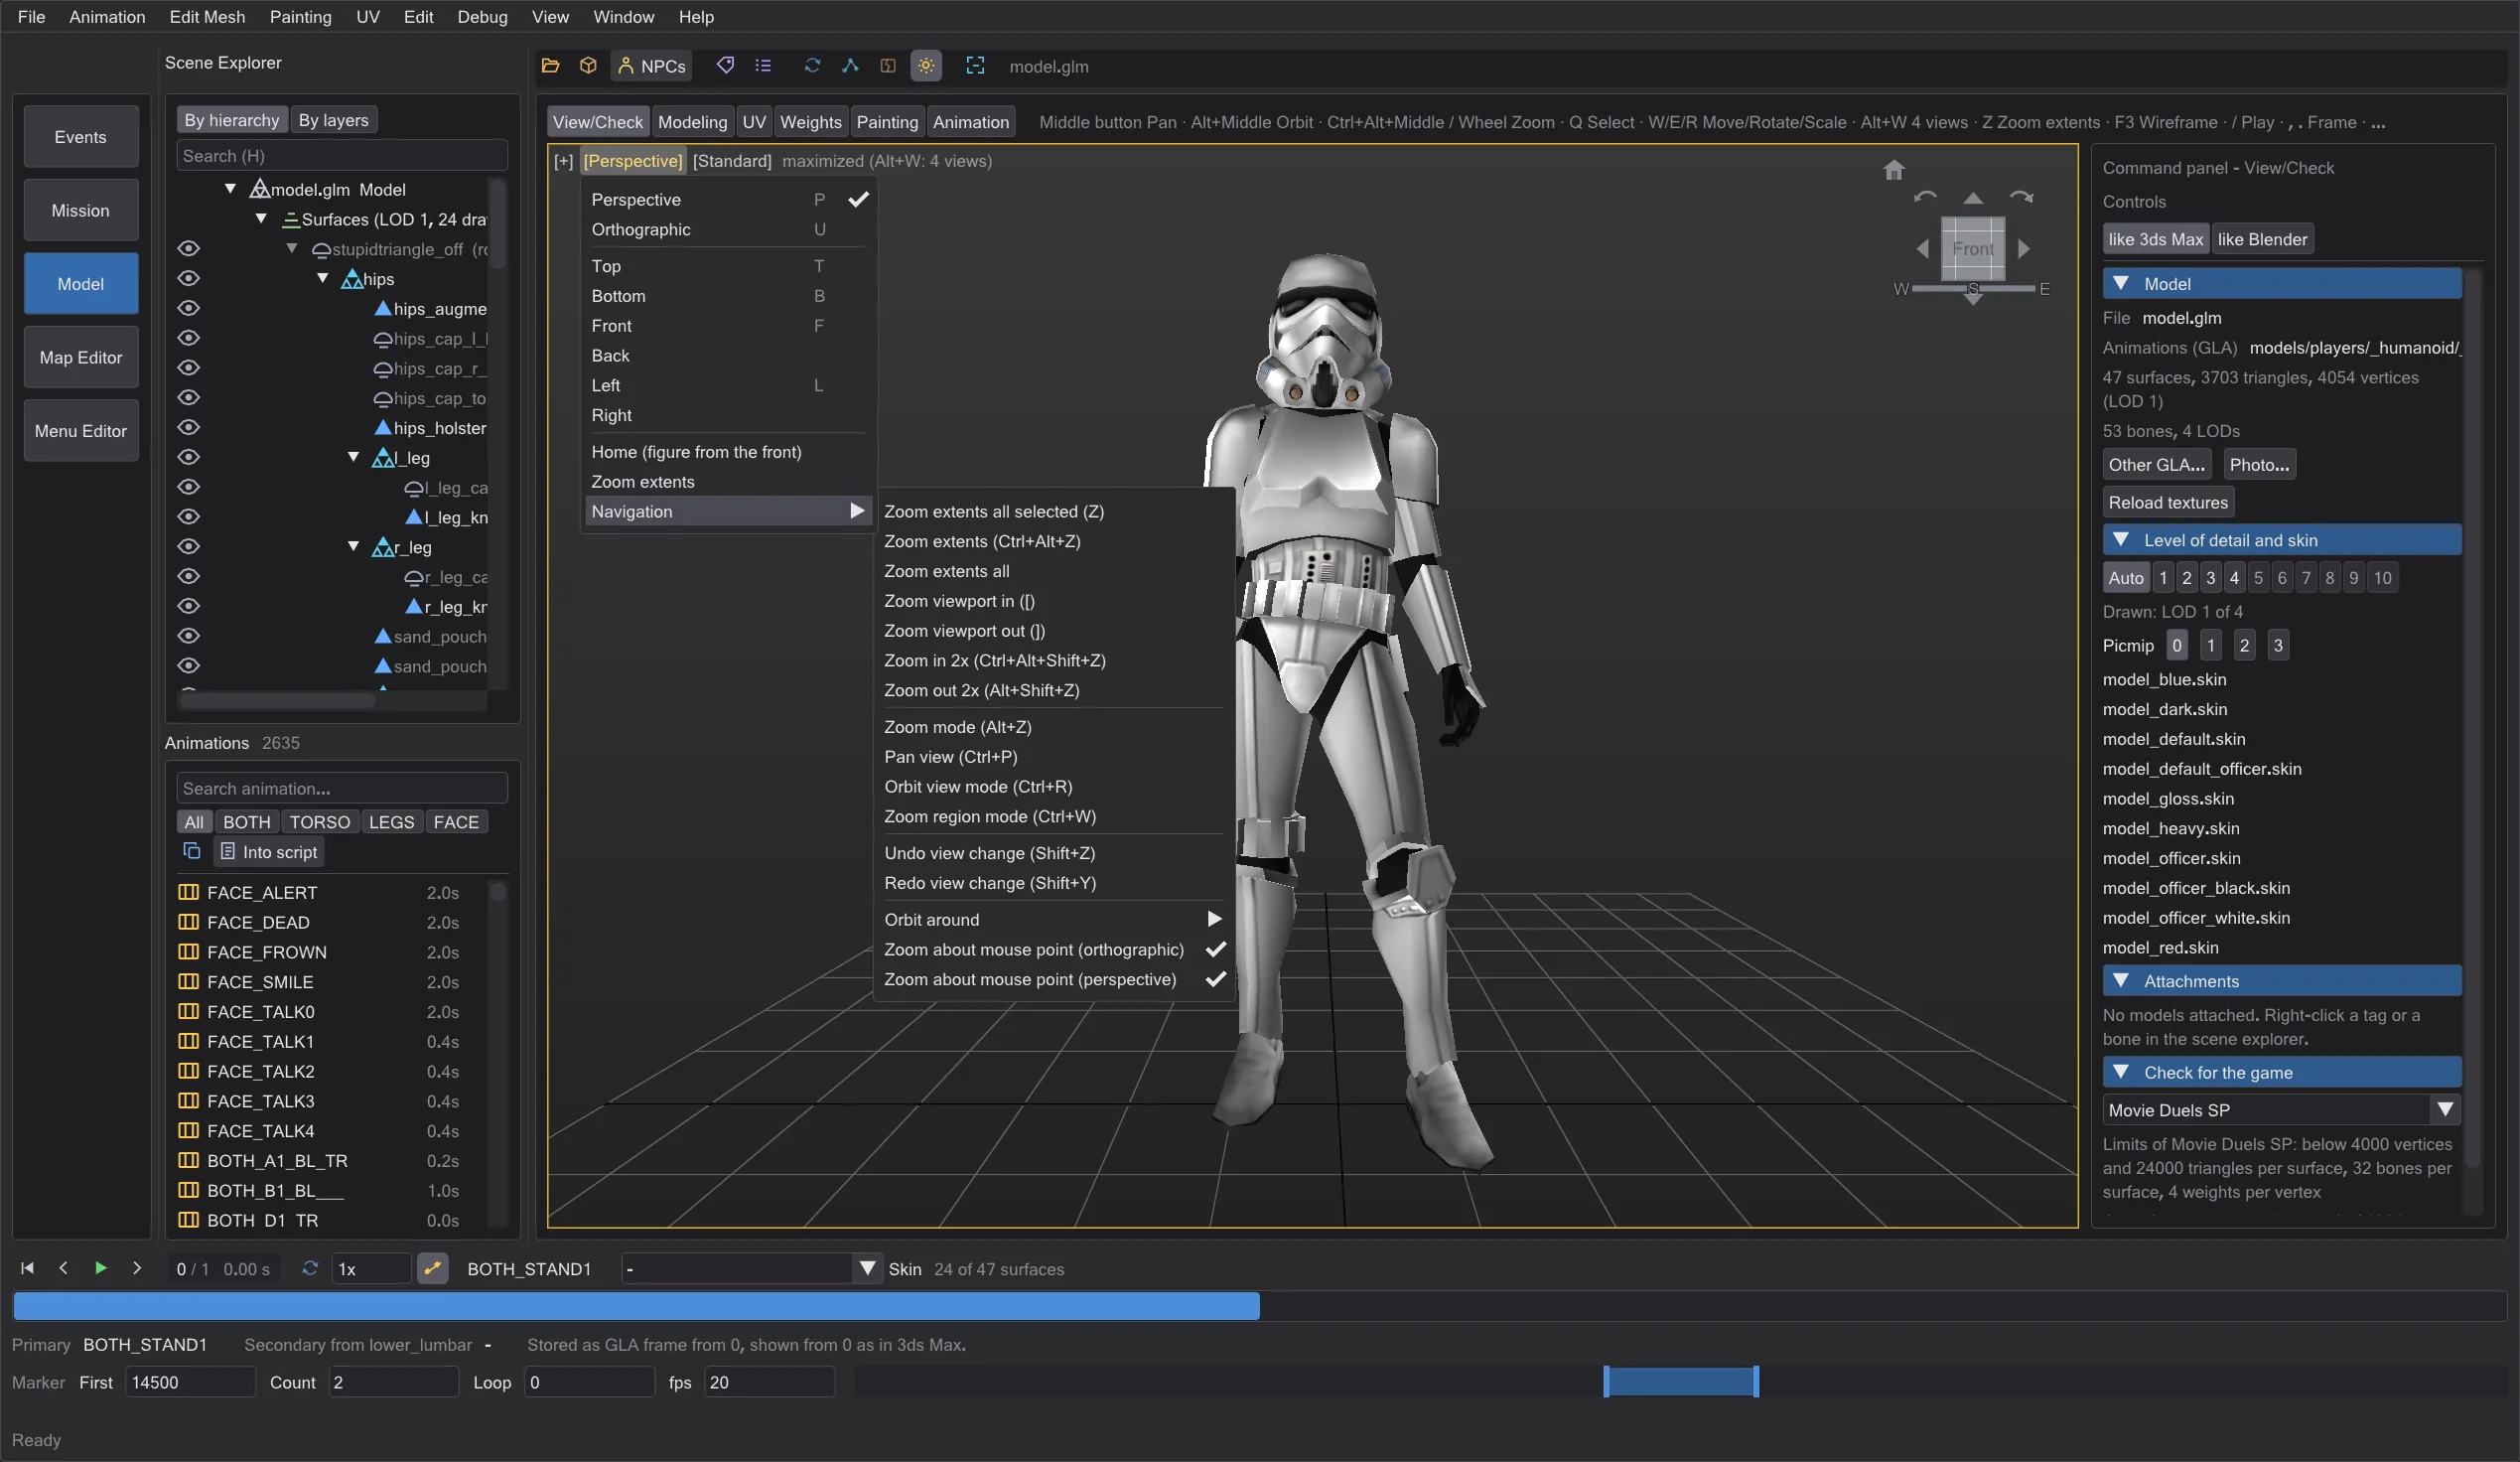 File Animation Edit Mesh Painting UV Edit Debug View Window Help
Scene Explorer
NPCs model.glm
Events
Mission
Model
Map Editor
Menu Editor
By hierarchy By layers
Search (H)
model.glm Model
Surfaces (LOD 1, 24 dra
stupidtriangle_off (ro
hips
hips_augme
hips_cap_l_
hips_cap_r_
hips_cap_to
hips_holster
l_leg
l_leg_ca
l_leg_kn
r_leg
r_leg_ca
r_leg_kn
sand_pouch
sand_pouch
Animations 2635
Search animation...
All BOTH TORSO LEGS FACE
Into script
FACE_ALERT 2.0s
FACE_DEAD 2.0s
FACE_FROWN 2.0s
FACE_SMILE 2.0s
FACE_TALK0 2.0s
FACE_TALK1 0.4s
FACE_TALK2 0.4s
FACE_TALK3 0.4s
FACE_TALK4 0.4s
BOTH_A1_BL_TR 0.2s
BOTH_B1_BL___ 1.0s
BOTH_D1_TR 0.0s
View/Check Modeling UV Weights Painting Animation Middle button Pan · Alt+Middle Orbit · Ctrl+Alt+Middle / Wheel Zoom · Q Select · W/E/R Move/Rotate/Scale · Alt+W 4 views · Z Zoom extents · F3 Wireframe · / Play · , . Frame · ...
[+] [Perspective] [Standard] maximized (Alt+W: 4 views)
Perspective P
Orthographic U
Top T
Bottom B
Front F
Back
Left L
Right
Home (figure from the front)
Zoom extents
Navigation
Zoom extents all selected (Z)
Zoom extents (Ctrl+Alt+Z)
Zoom extents all
Zoom viewport in ([)
Zoom viewport out (])
Zoom in 2x (Ctrl+Alt+Shift+Z)
Zoom out 2x (Alt+Shift+Z)
Zoom mode (Alt+Z)
Pan view (Ctrl+P)
Orbit view mode (Ctrl+R)
Zoom region mode (Ctrl+W)
Undo view change (Shift+Z)
Redo view change (Shift+Y)
Orbit around
Zoom about mouse point (orthographic)
Zoom about mouse point (perspective)
Front
W S E
Command panel - View/Check
Controls
like 3ds Max like Blender
Model
File model.glm
Animations (GLA) models/players/_humanoid/_
47 surfaces, 3703 triangles, 4054 vertices
(LOD 1)
53 bones, 4 LODs
Other GLA... Photo...
Reload textures
Level of detail and skin
Auto 1 2 3 4 5 6 7 8 9 10
Drawn: LOD 1 of 4
Picmip 0 1 2 3
model_blue.skin
model_dark.skin
model_default.skin
model_default_officer.skin
model_gloss.skin
model_heavy.skin
model_officer.skin
model_officer_black.skin
model_officer_white.skin
model_red.skin
Attachments
No models attached. Right-click a tag or a
bone in the scene explorer.
Check for the game
Movie Duels SP
Limits of Movie Duels SP: below 4000 vertices
and 24000 triangles per surface, 32 bones per
surface, 4 weights per vertex
0 / 1 0.00 s 1x BOTH_STAND1 - Skin 24 of 47 surfaces
Primary BOTH_STAND1 Secondary from lower_lumbar - Stored as GLA frame from 0, shown from 0 as in 3ds Max.
Marker First 14500 Count 2 Loop 0 fps 20
Ready